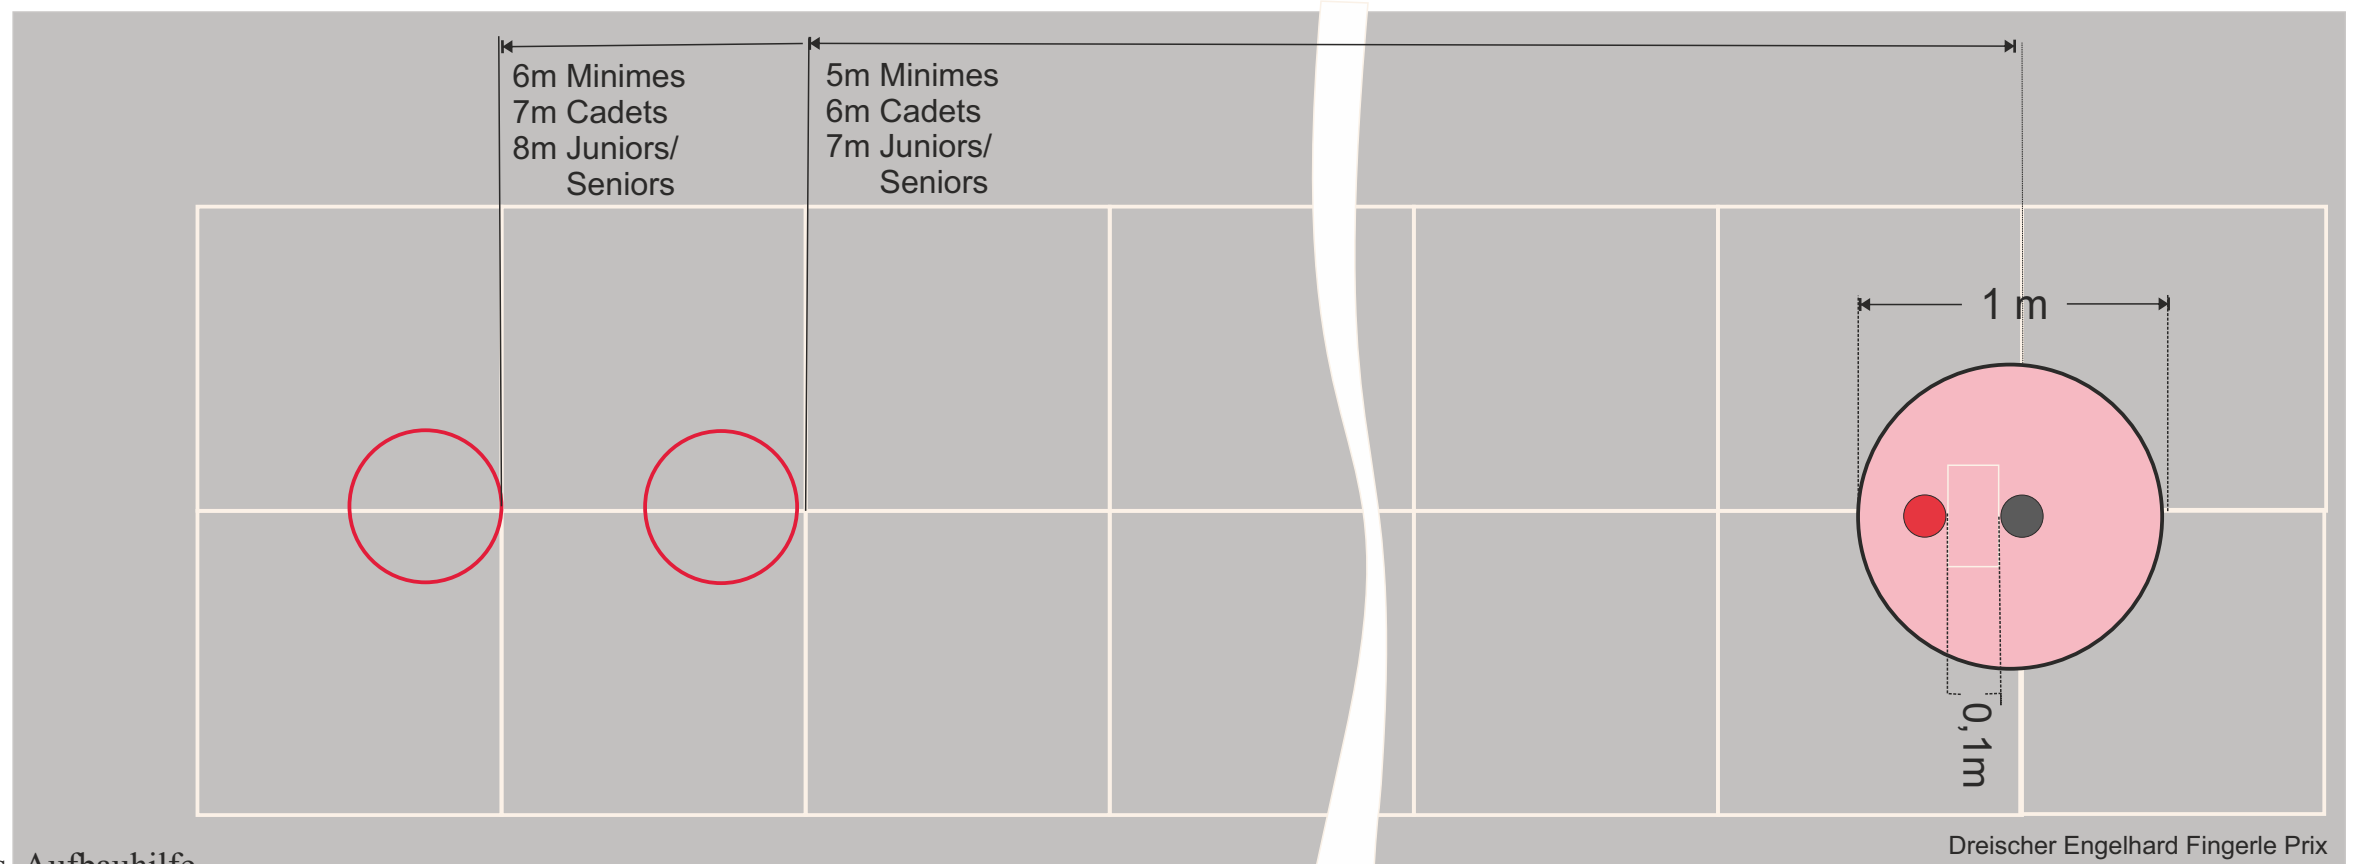 6m Minimes
7m Cadets
8m Juniors/
Seniors
5m Minimes
6m Cadets
7m Juniors/
Seniors
1 m
0,1m
Dreischer Engelhard Fingerle Prix
Aufbauhilfe